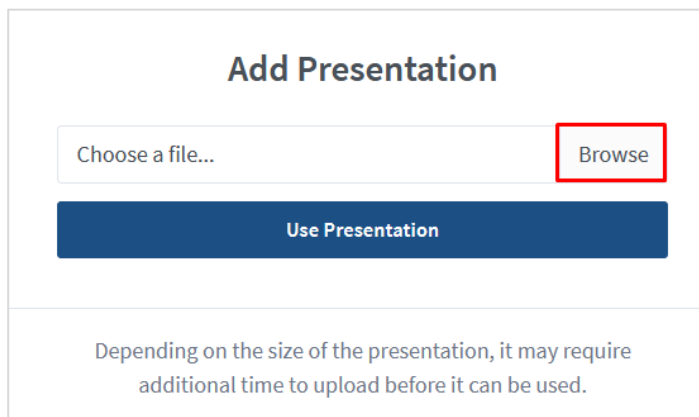 Add Presentation
Choose a file...
Browse
Use Presentation
Depending on the size of the presentation, it may require
additional time to upload before it can be used.